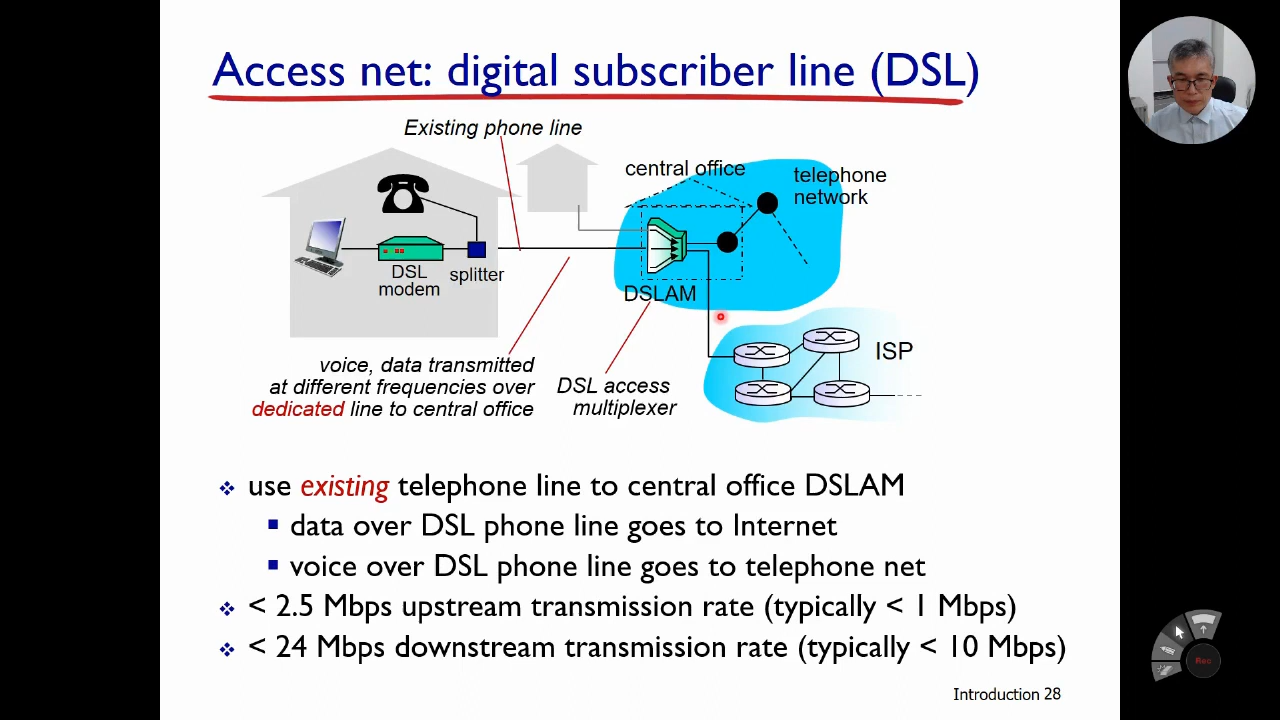 Access net: digital subscriber line (DSL)
Existing phone line
central office
telephone
network
DSL
modem
splitter
DSLAM
ISP
voice, data transmitted
at different frequencies over
dedicated line to central office
DSL access
multiplexer
❖ use existing telephone line to central office DSLAM
▪ data over DSL phone line goes to Internet
▪ voice over DSL phone line goes to telephone net
❖ < 2.5 Mbps upstream transmission rate (typically < 1 Mbps)
❖ < 24 Mbps downstream transmission rate (typically < 10 Mbps)
Rec
Introduction 28